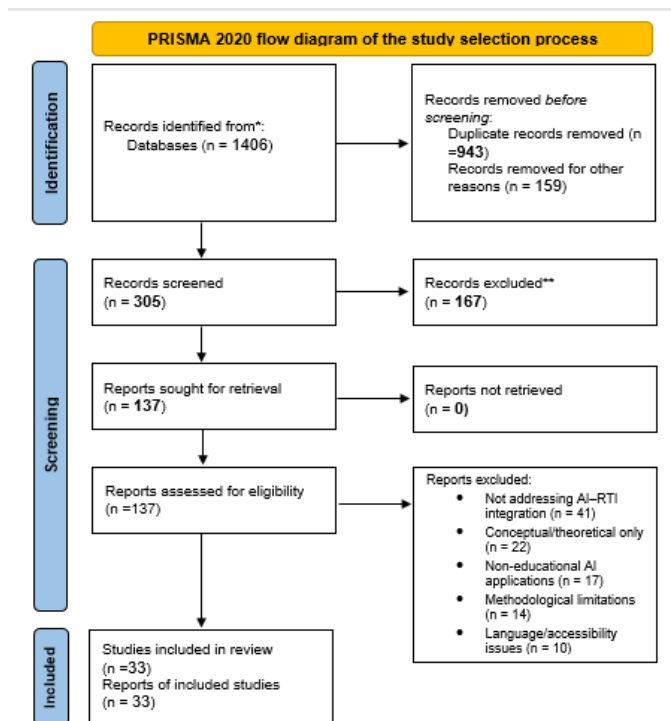 PRISMA 2020 flow diagram of the study selection process
Identification
Records identified from*:
Databases (n = 1406)
Records removed before
screening:
Duplicate records removed (n
=943)
Records removed for other
reasons (n = 159)
Screening
Records screened
(n = 305)
Records excluded**
(n = 167)
Reports sought for retrieval
(n = 137)
Reports not retrieved
(n = 0)
Reports assessed for eligibility
(n =137)
Reports excluded:
• Not addressing AI–RTI
integration (n = 41)
• Conceptual/theoretical only
(n = 22)
• Non-educational AI
applications (n = 17)
• Methodological limitations
(n = 14)
• Language/accessibility
issues (n = 10)
Included
Studies included in review
(n =33)
Reports of included studies
(n = 33)